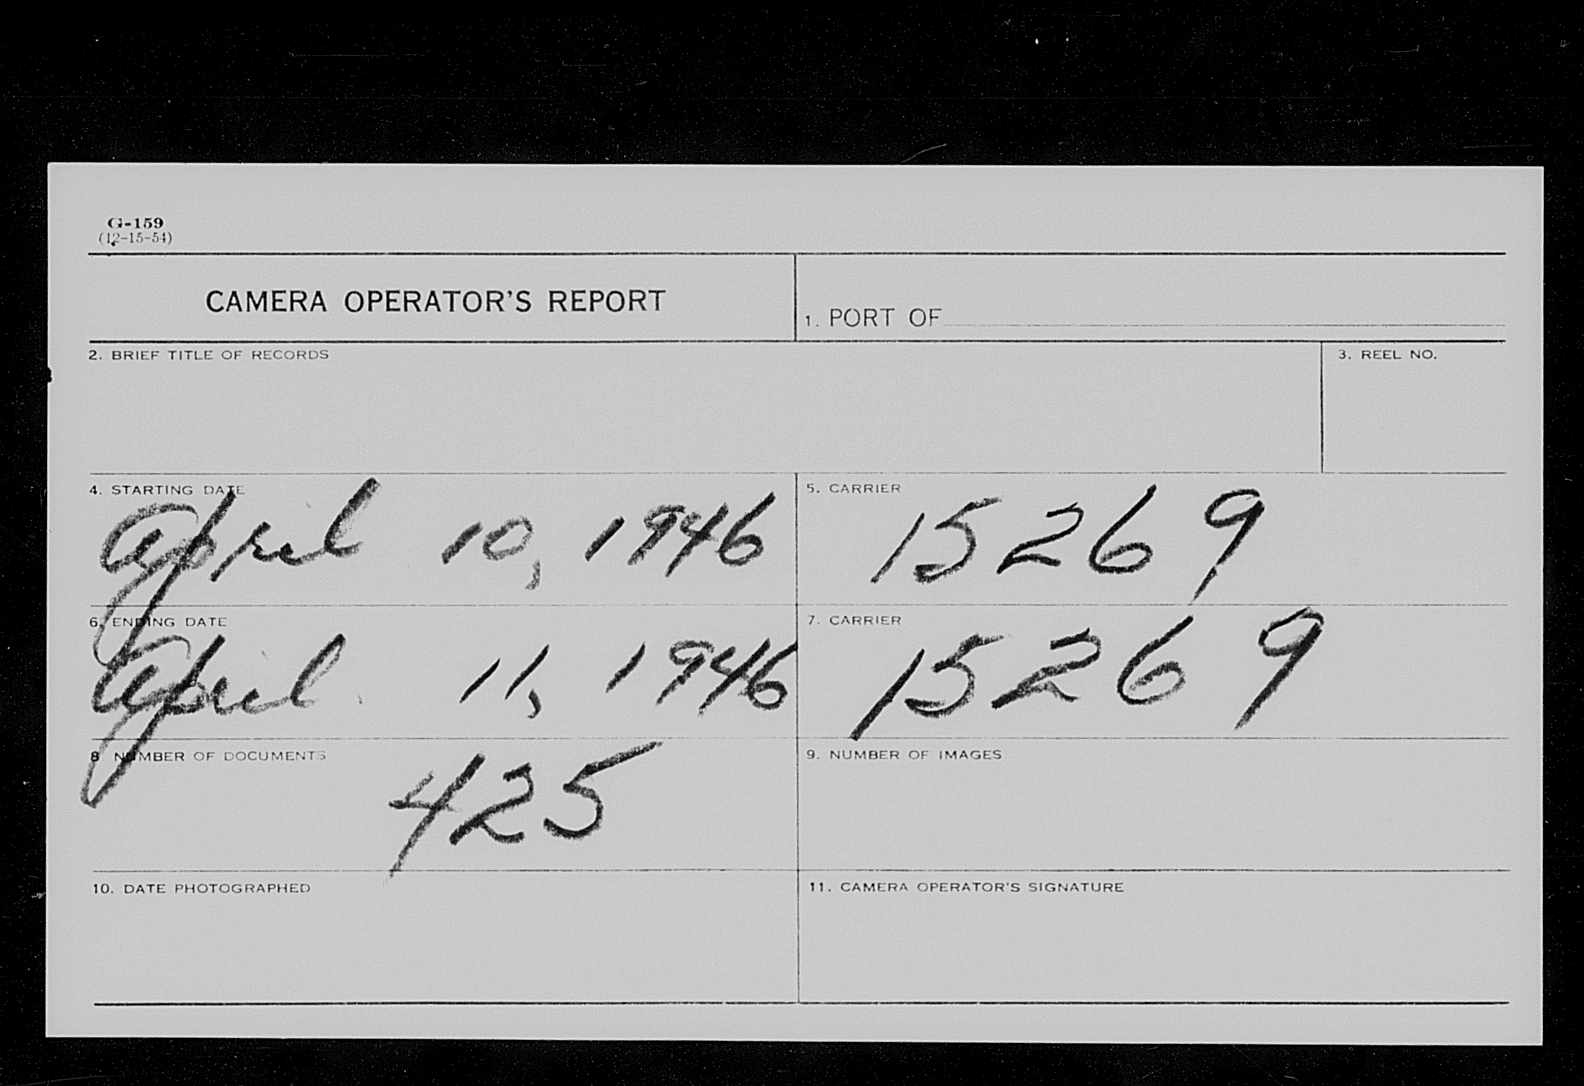 G-159
(12-15-54)
CAMERA OPERATOR'S REPORT
1. PORT OF
2. BRIEF TITLE OF RECORDS
3. REEL NO.
4. STARTING DATE
April 10, 1946
5. CARRIER
15269
6. ENDING DATE
April 11, 1946
7. CARRIER
15269
8. NUMBER OF DOCUMENTS
425
9. NUMBER OF IMAGES
10. DATE PHOTOGRAPHED
11. CAMERA OPERATOR'S SIGNATURE